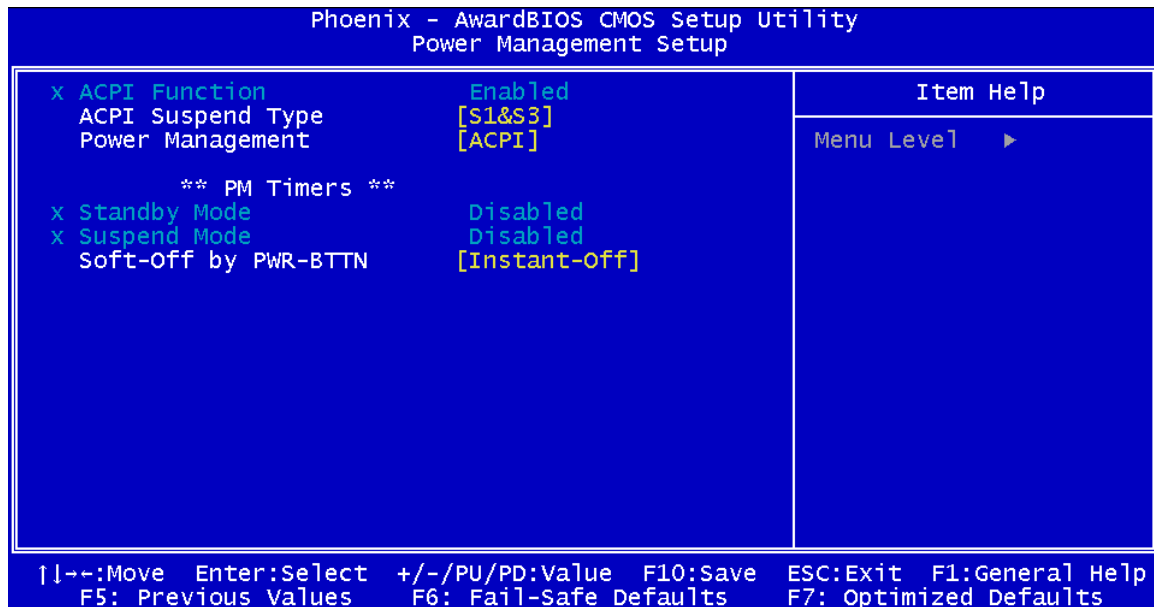 Phoenix - AwardBIOS CMOS Setup Utility
Power Management Setup
x ACPI Function Enabled
ACPI Suspend Type [S1&S3]
Power Management [ACPI]
** PM Timers **
x Standby Mode Disabled
x Suspend Mode Disabled
Soft-Off by PWR-BTTN [Instant-Off]
Item Help
Menu Level ▶
↑↓→←:Move Enter:Select +/-/PU/PD:Value F10:Save ESC:Exit F1:General Help
F5: Previous Values F6: Fail-Safe Defaults F7: Optimized Defaults